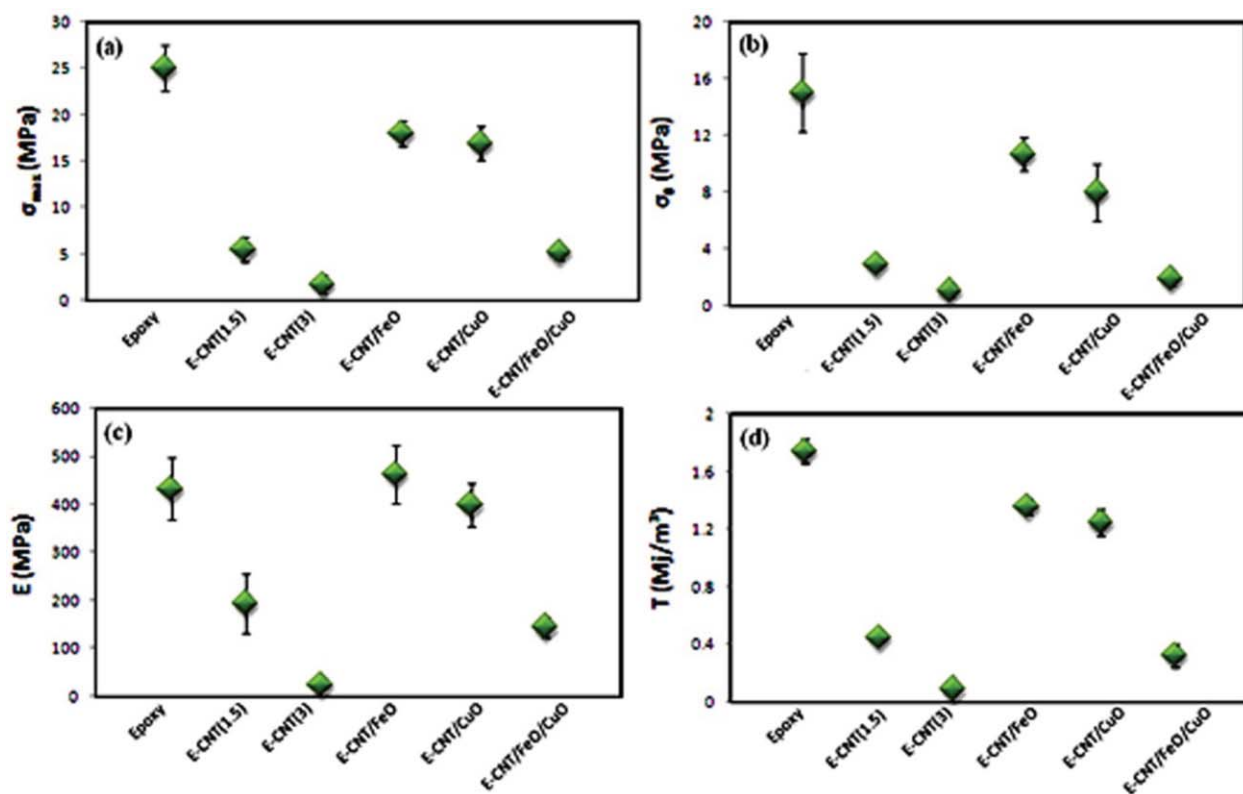 (a)
σmax (MPa)
30
25
20
15
10
5
0
Epoxy
E-CNT(1.5)
E-CNT(3)
E-CNT/FeO
E-CNT/CuO
E-CNT/FeO/CuO
(b)
20
16
12
8
4
0
Epoxy
E-CNT(1.5)
E-CNT(3)
E-CNT/FeO
E-CNT/CuO
E-CNT/FeO/CuO
(c)
E (MPa)
600
500
400
300
200
100
0
Epoxy
E-CNT(1.5)
E-CNT(3)
E-CNT/FeO
E-CNT/CuO
E-CNT/FeO/CuO
(d)
T (Mj/m³)
2
1.6
1.2
0.8
0.4
0
Epoxy
E-CNT(1.5)
E-CNT(3)
E-CNT/FeO
E-CNT/CuO
E-CNT/FeO/CuO